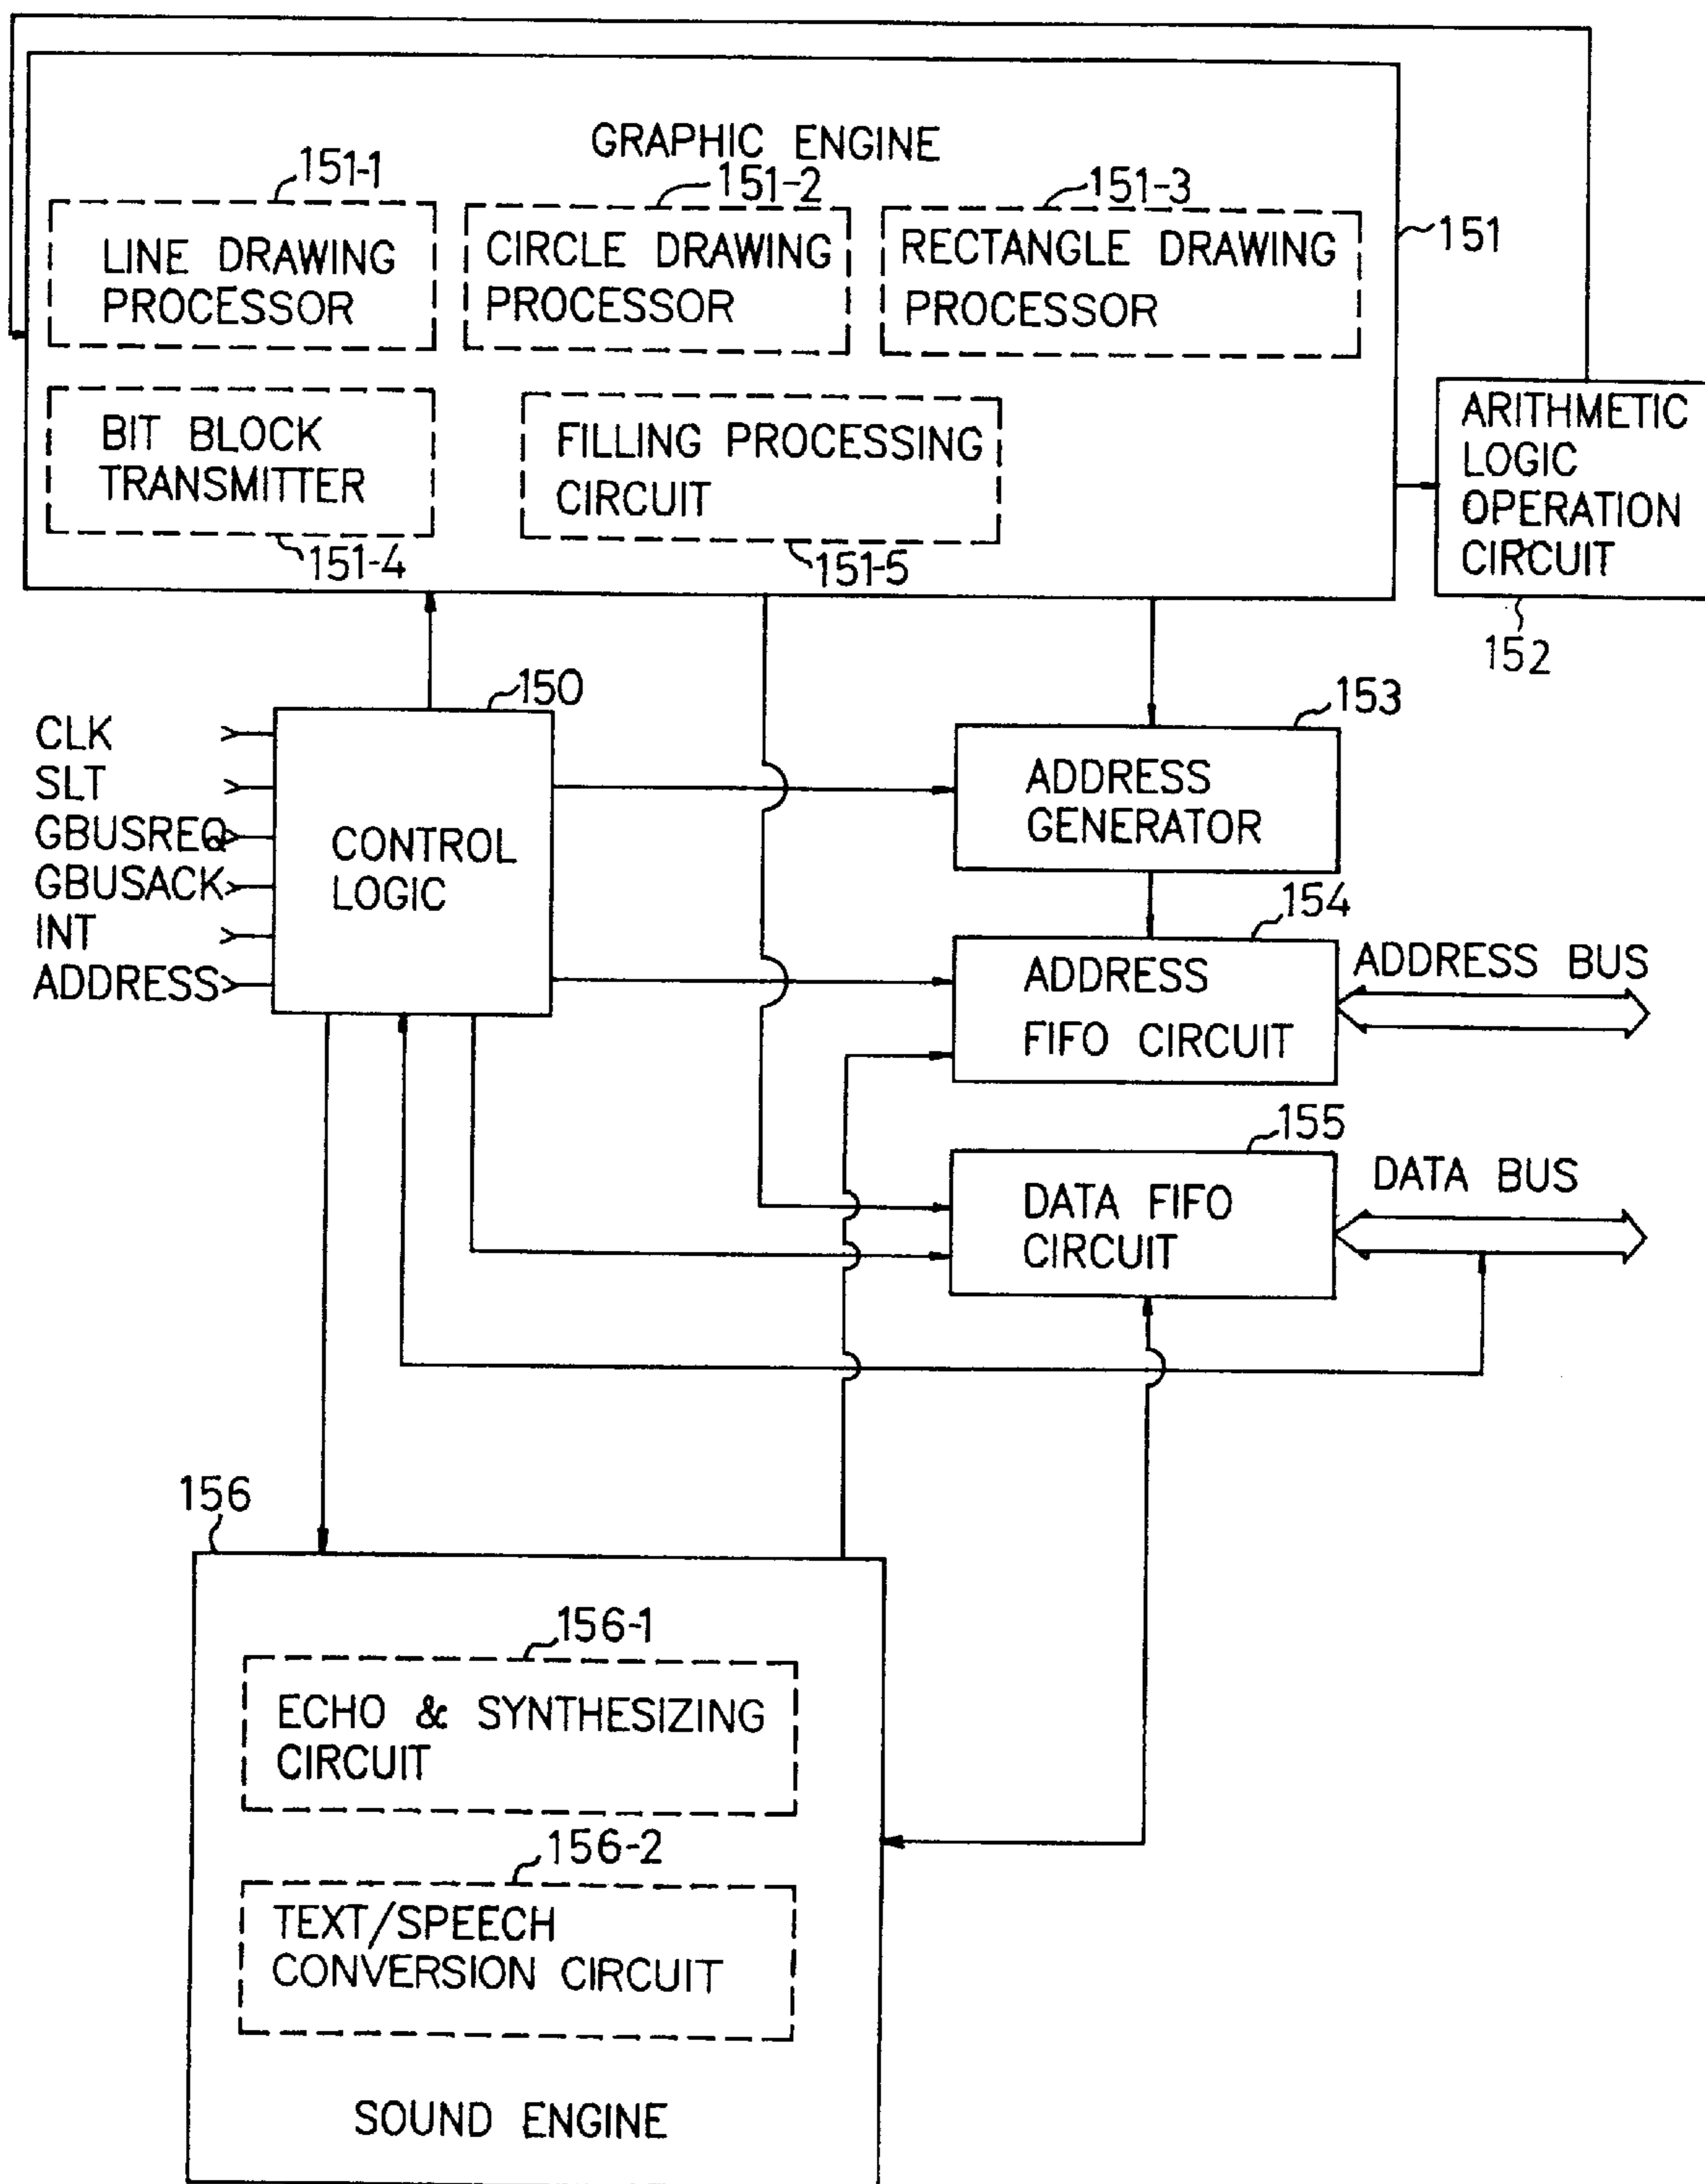 GRAPHIC ENGINE
151-1
151-2
151-3
151
LINE DRAWING
PROCESSOR
CIRCLE DRAWING
PROCESSOR
RECTANGLE DRAWING
PROCESSOR
BIT BLOCK
TRANSMITTER
151-4
FILLING PROCESSING
CIRCUIT
151-5
ARITHMETIC
LOGIC
OPERATION
CIRCUIT
152
150
CLK
SLT
GBUSREQ
GBUSACK
INT
ADDRESS
CONTROL
LOGIC
153
ADDRESS
GENERATOR
154
ADDRESS
FIFO CIRCUIT
ADDRESS BUS
155
DATA FIFO
CIRCUIT
DATA BUS
156
156-1
ECHO & SYNTHESIZING
CIRCUIT
156-2
TEXT/SPEECH
CONVERSION CIRCUIT
SOUND ENGINE